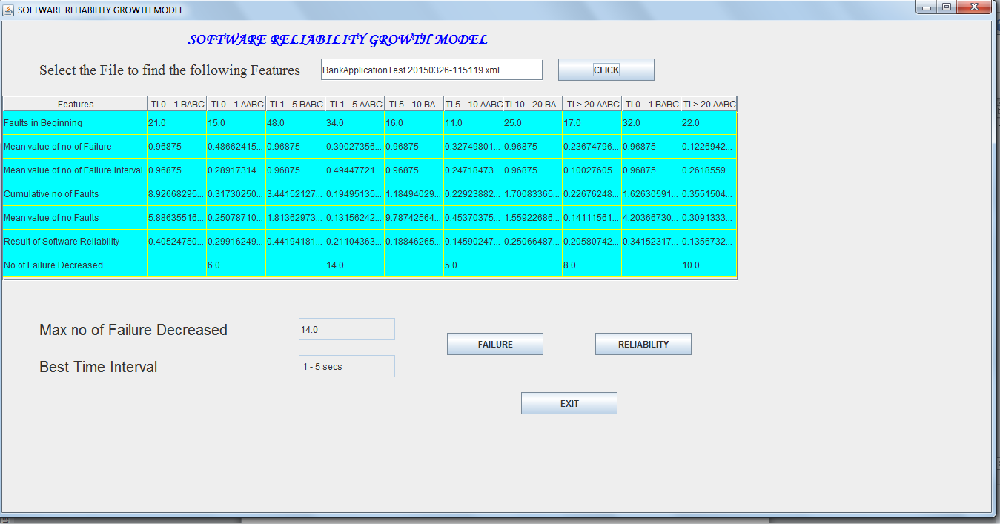 SOFTWARE RELIABILITY GROWTH MODEL
SOFTWARE RELIABILITY GROWTH MODEL
Select the File to find the following Features BankApplicationTest 20150326-115119.xml CLICK
Features TI 0 - 1 BABC TI 0 - 1 AABC TI 1 - 5 BABC TI 1 - 5 AABC TI 5 - 10 BA... TI 5 - 10 AABC TI 10 - 20 BA... TI > 20 AABC TI 0 - 1 BABC TI > 20 AABC
Faults in Beginning 21.0 15.0 48.0 34.0 16.0 11.0 25.0 17.0 32.0 22.0
Mean value of no of Failure 0.96875 0.48662415... 0.96875 0.39027356... 0.96875 0.32749801... 0.96875 0.23674796... 0.96875 0.1226942...
Mean value of no of Failure Interval 0.96875 0.28917314... 0.96875 0.49447721... 0.96875 0.24718473... 0.96875 0.10027605... 0.96875 0.2618559...
Cumulative no of Faults 8.92668295... 0.31730250... 3.44152127... 0.19495135... 1.18494029... 0.22923882... 1.70083365... 0.22676248... 1.62630591... 0.3551504...
Mean value of no Faults 5.88635516... 0.25078710... 1.81362973... 0.13156242... 9.78742564... 0.45370375... 1.55922686... 0.14111561... 4.20366730... 0.3091333...
Result of Software Reliability 0.40524750... 0.29916249... 0.44194181... 0.21104363... 0.18846265... 0.14590247... 0.25066487... 0.20580742... 0.34152317... 0.1356732...
No of Failure Decreased 6.0 14.0 5.0 8.0 10.0
Max no of Failure Decreased 14.0
FAILURE RELIABILITY
Best Time Interval 1 - 5 secs
EXIT